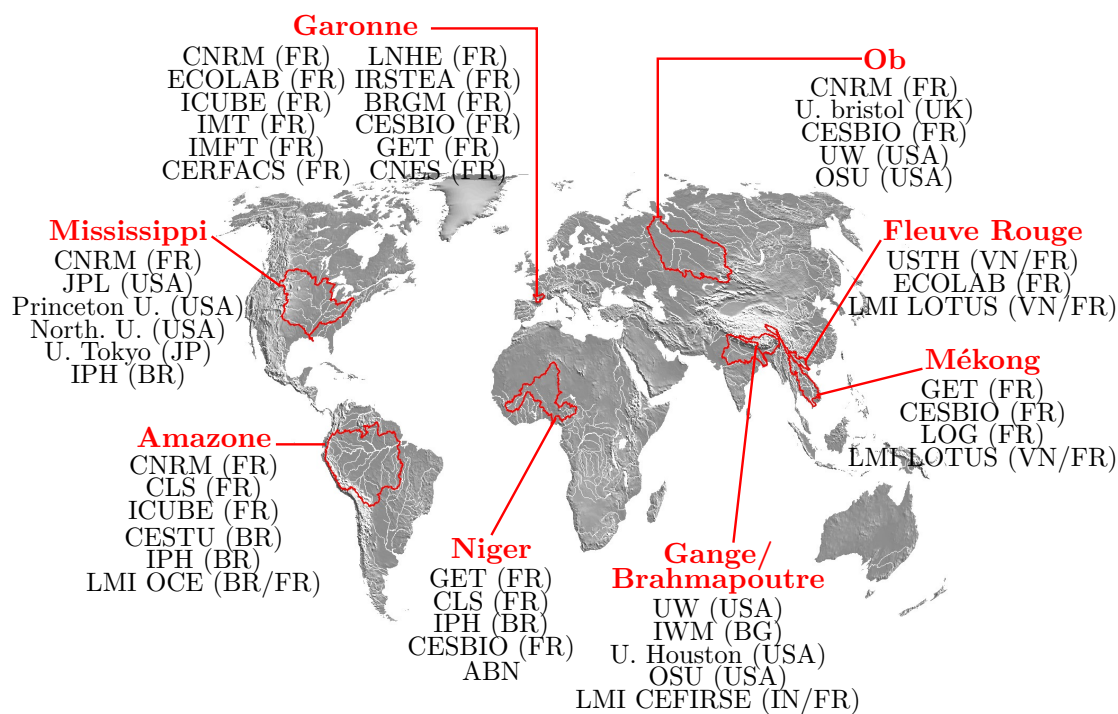 Garonne
CNRM (FR)
ECOLAB (FR)
ICUBE (FR)
IMT (FR)
IMFT (FR)
CERFACS (FR)
LNHE (FR)
IRSTEA (FR)
BRGM (FR)
CESBIO (FR)
GET (FR)
CNES (FR)
Ob
CNRM (FR)
U. bristol (UK)
CESBIO (FR)
UW (USA)
OSU (USA)
Mississippi
CNRM (FR)
JPL (USA)
Princeton U. (USA)
North. U. (USA)
U. Tokyo (JP)
IPH (BR)
Fleuve Rouge
USTH (VN/FR)
ECOLAB (FR)
LMI LOTUS (VN/FR)
Mékong
GET (FR)
CESBIO (FR)
LOG (FR)
LMI LOTUS (VN/FR)
Amazone
CNRM (FR)
CLS (FR)
ICUBE (FR)
CESTU (BR)
IPH (BR)
LMI OCE (BR/FR)
Niger
GET (FR)
CLS (FR)
IPH (BR)
CESBIO (FR)
ABN
Gange/
Brahmapoutre
UW (USA)
IWM (BG)
U. Houston (USA)
OSU (USA)
LMI CEFIRSE (IN/FR)